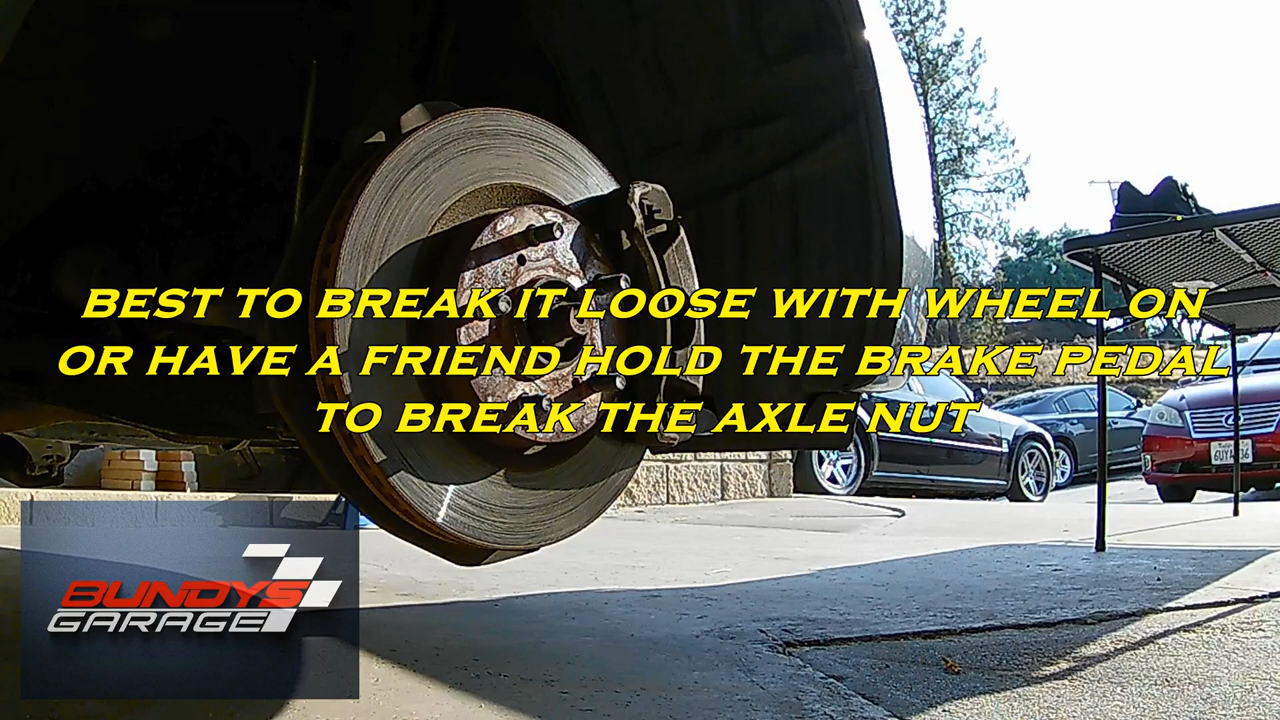 BEST TO BREAK IT LOOSE WITH WHEEL ON
OR HAVE A FRIEND HOLD THE BRAKE PEDAL
TO BREAK THE AXLE NUT
BUNDYS
GARAGE